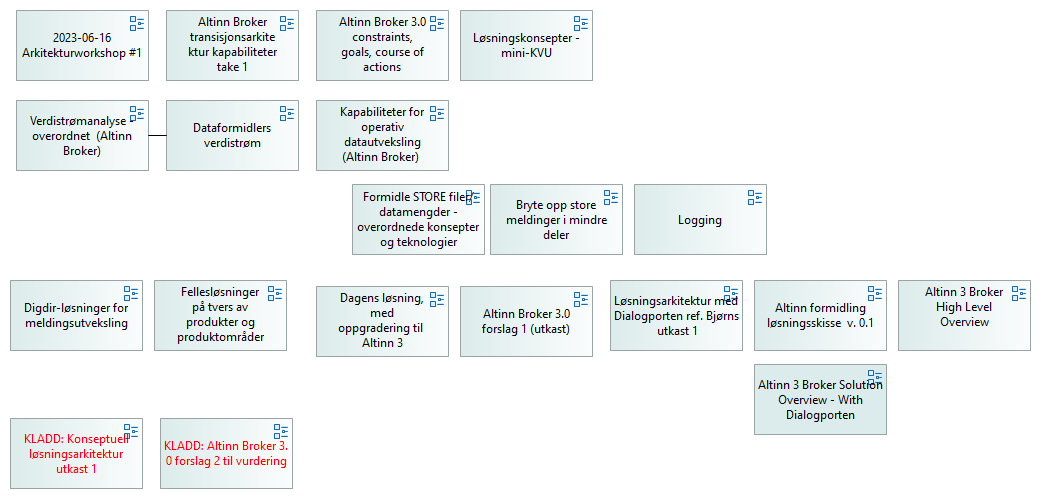 2023-06-16
Arkitekturworkshop #1
Altinn Broker
transisjonsarkite
ktur kapabiliteter
take 1
Altinn Broker 3.0
constraints,
goals, course of
actions
Løsningskonsepter -
mini-KVU
Verdistrømanalyse -
overordnet  (Altinn
Broker)
Dataformidlers
verdistrøm
Kapabiliteter for
operativ
datautveksling
(Altinn Broker)
Formidle STORE filer/
datamengder -
overordnede konsepter
og teknologier
Bryte opp store
meldinger i mindre
deler
Logging
Digdir-løsninger for
meldingsutveksling
Fellesløsninger
på tvers av
produkter og
produktområder
Dagens løsning,
med
oppgradering til
Altinn 3
Altinn Broker 3.0
forslag 1 (utkast)
Løsningsarkitektur med
Dialogporten ref. Bjørns
utkast 1
Altinn formidling
løsningsskisse  v. 0.1
Altinn 3 Broker
High Level
Overview
Altinn 3 Broker Solution
Overview - With
Dialogporten
KLADD: Konseptuell
løsningsarkitektur
utkast 1
KLADD: Altinn Broker 3.
0 forslag 2 til vurdering